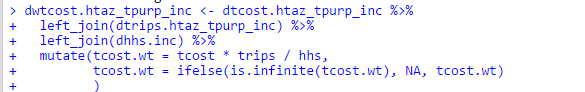 > dwtcost.htaz_tpurp_inc <- dtcost.htaz_tpurp_inc %>%
+   left_join(dtrips.htaz_tpurp_inc) %>%
+   left_join(dhhs.inc) %>%
+   mutate(tcost.wt = tcost * trips / hhs,
+          tcost.wt = ifelse(is.infinite(tcost.wt), NA, tcost.wt)
+          )